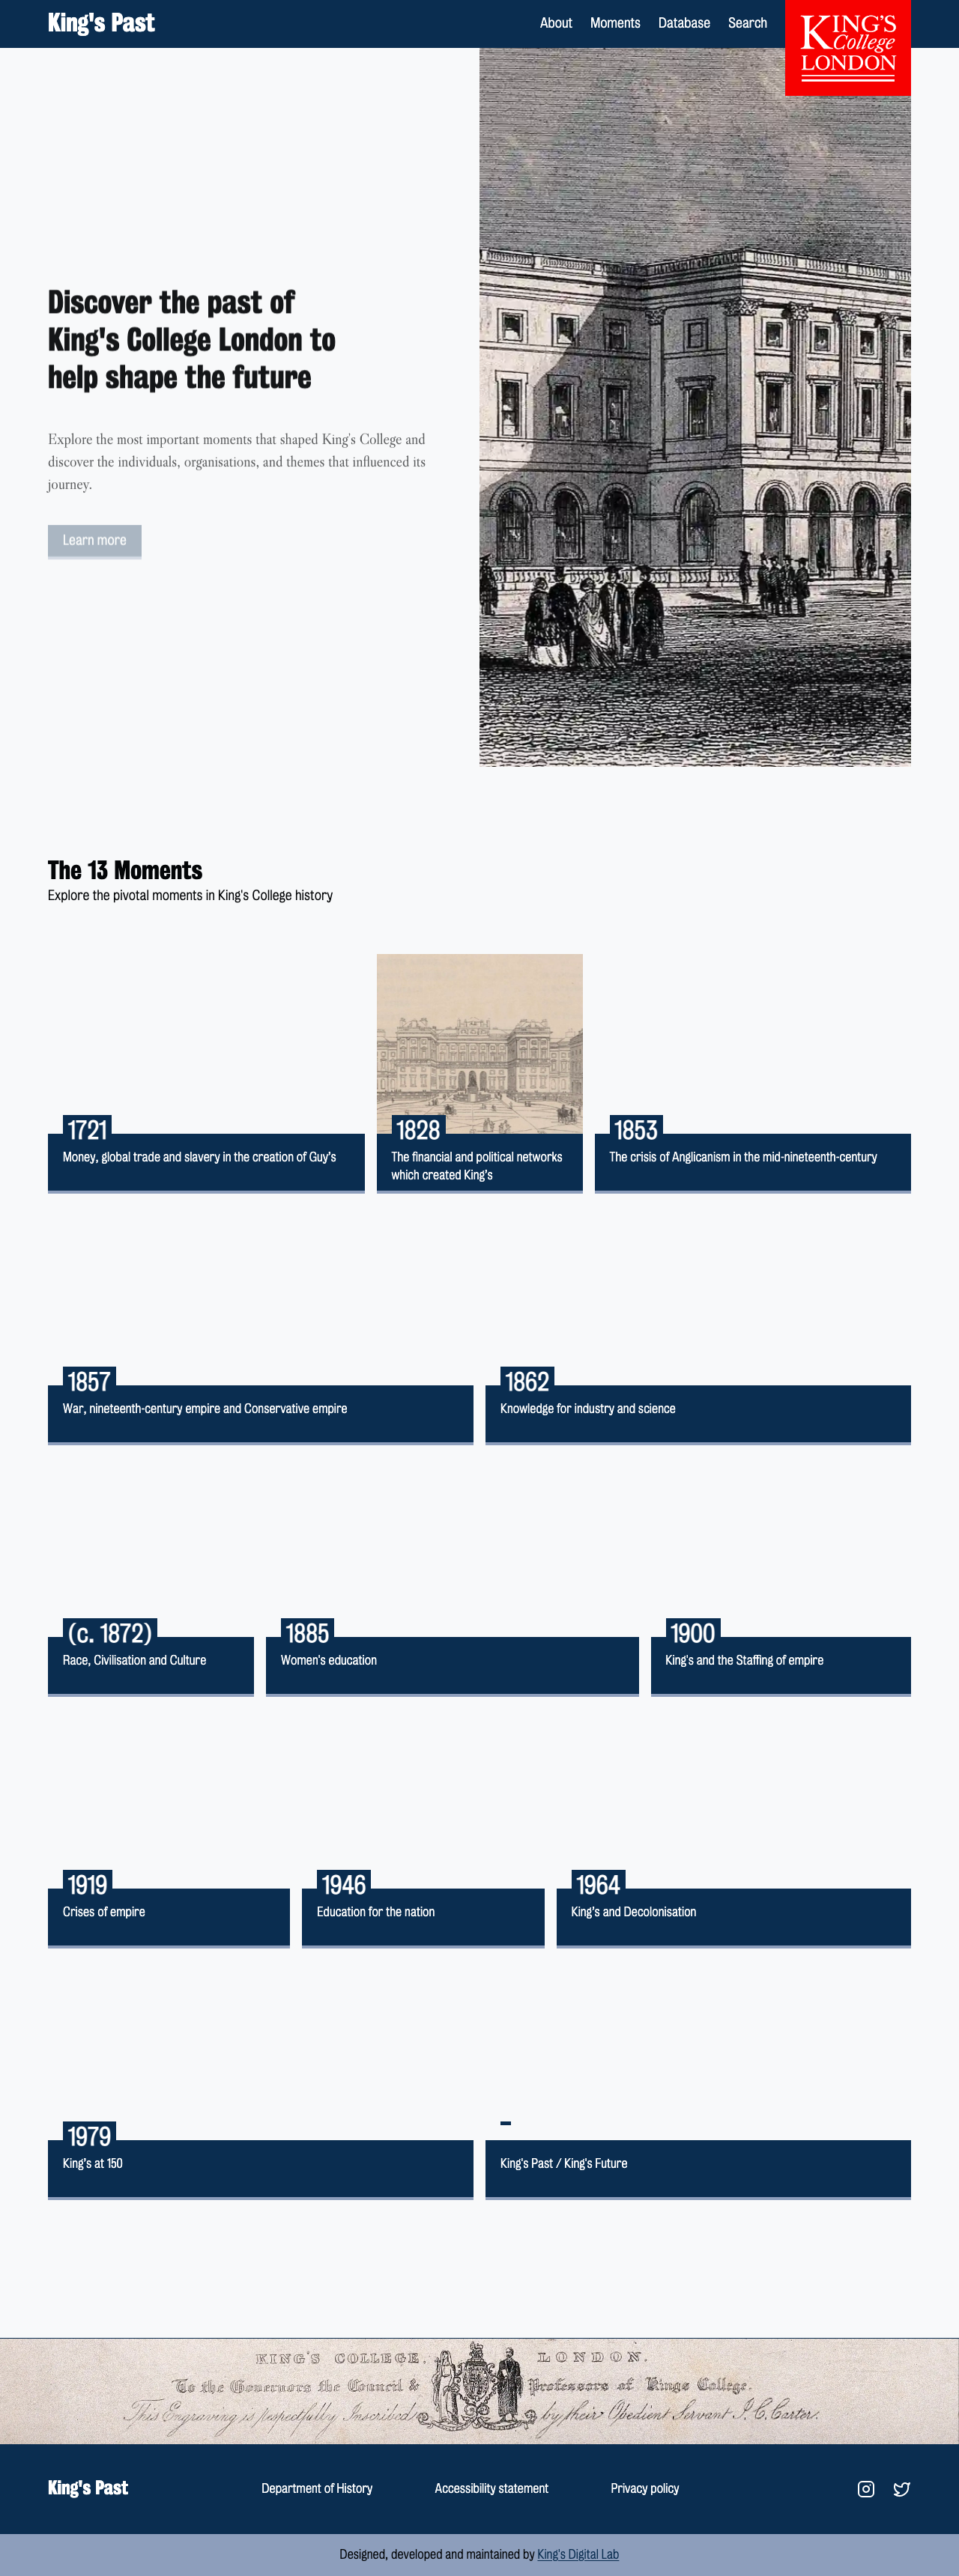 King's Past
About Moments Database Search
KING'S
College
LONDON
Discover the past of
King's College London to
help shape the future
Explore the most important moments that shaped King's College and
discover the individuals, organisations, and themes that influenced its
journey.
Learn more
The 13 Moments
Explore the pivotal moments in King's College history
1721
Money, global trade and slavery in the creation of Guy's
1828
The financial and political networks
which created King's
1853
The crisis of Anglicanism in the mid-nineteenth-century
1857
War, nineteenth-century empire and Conservative empire
1862
Knowledge for industry and science
(c. 1872)
Race, Civilisation and Culture
1885
Women's education
1900
King's and the Staffing of empire
1919
Crises of empire
1946
Education for the nation
1964
King's and Decolonisation
1979
King's at 150
King's Past / King's Future
KING'S COLLEGE, LONDON.
To the Governors the Council & Professors of Kings College.
This Engraving is respectfully Inscribed by their Obedient Servant J. C. Carter.
King's Past
Department of History Accessibility statement Privacy policy
Designed, developed and maintained by King's Digital Lab